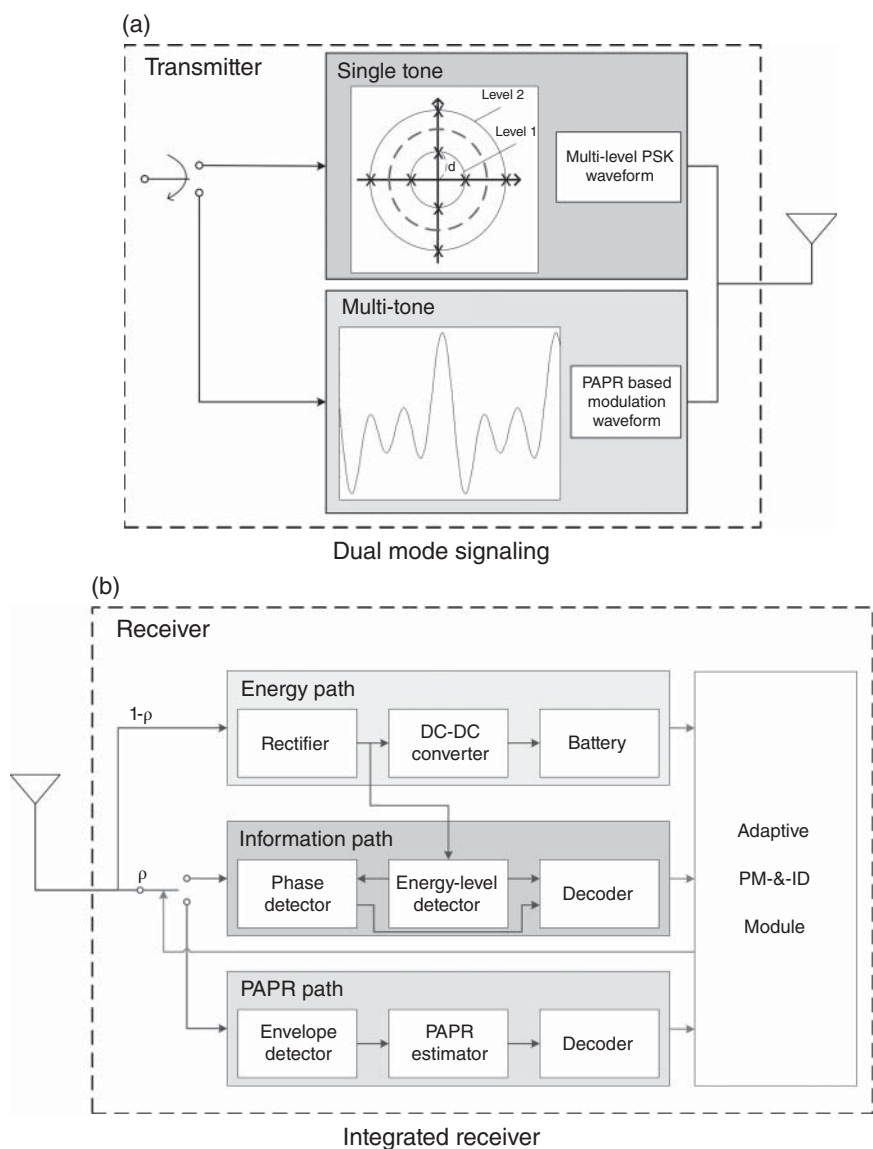 (a)
Transmitter
Single tone
Level 2
Level 1
d
Multi-level PSK
waveform
Multi-tone
PAPR based
modulation
waveform
Dual mode signaling
(b)
Receiver
Energy path
1-ρ
Rectifier
DC-DC
converter
Battery
Information path
ρ
Phase
detector
Energy-level
detector
Decoder
Adaptive
PM-&-ID
Module
PAPR path
Envelope
detector
PAPR
estimator
Decoder
Integrated receiver